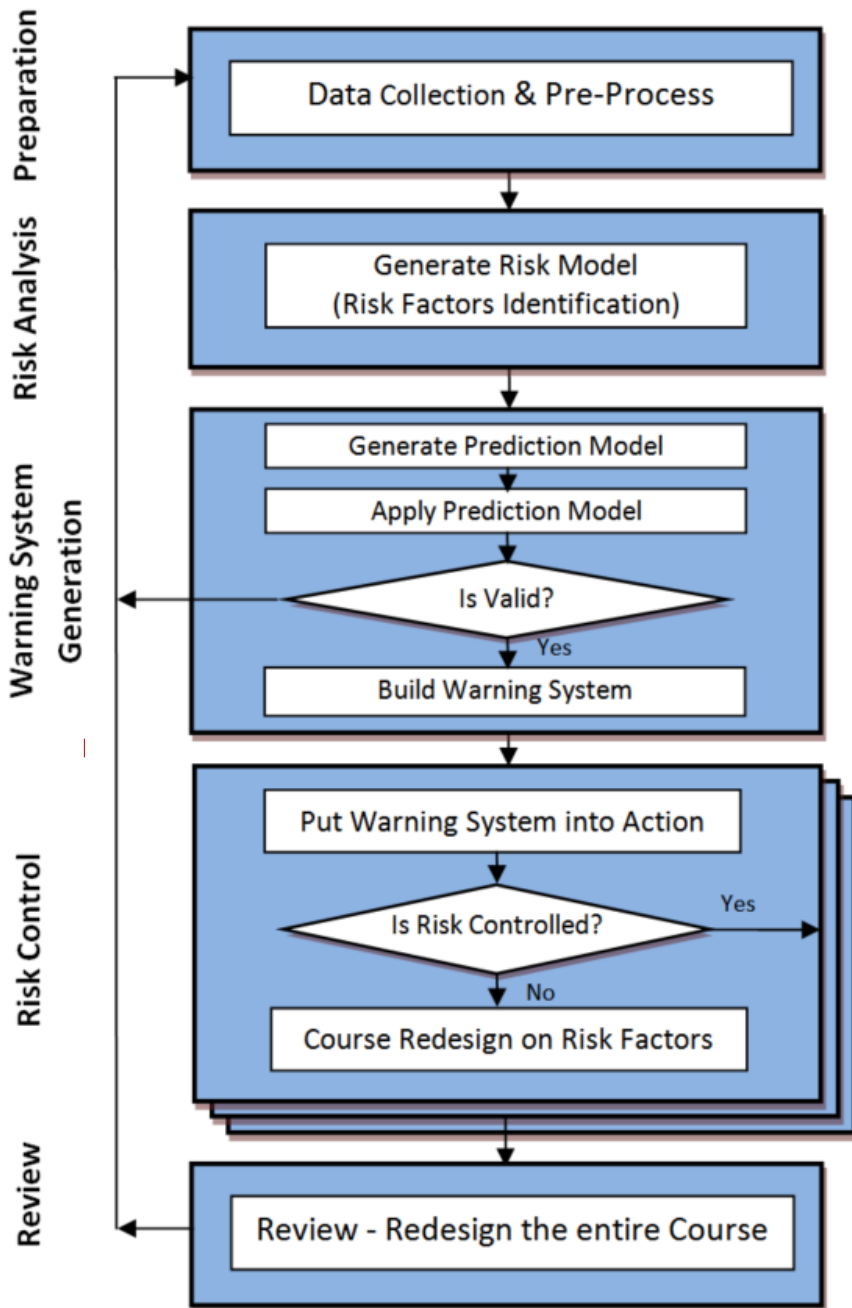 Preparation
Data Collection & Pre-Process
Risk Analysis
Generate Risk Model
(Risk Factors Identification)
Warning System
Generation
Generate Prediction Model
Apply Prediction Model
Is Valid?
Yes
Build Warning System
Risk Control
Put Warning System into Action
Is Risk Controlled?
Yes
No
Course Redesign on Risk Factors
Review
Review - Redesign the entire Course